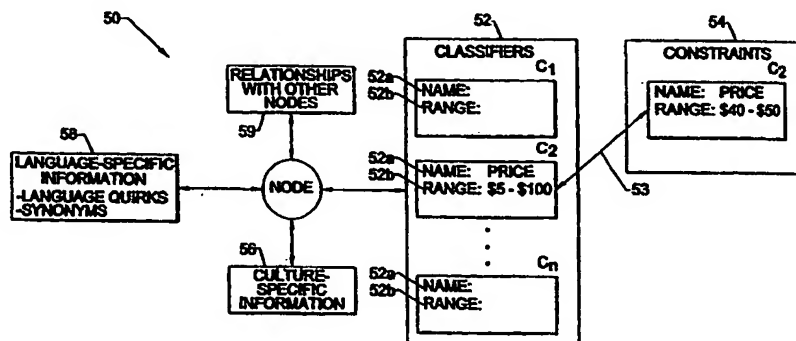 50
58
LANGUAGE-SPECIFIC
INFORMATION
-LANGUAGE QUIRKS
-SYNONYMS
RELATIONSHIPS
WITH OTHER
NODES
59
NODE
56
CULTURE-
SPECIFIC
INFORMATION
52
CLASSIFIERS
C1
52a
NAME:
52b
RANGE:
C2
52a
NAME: PRICE
52b
RANGE: $5 - $100
Cn
52a
NAME:
52b
RANGE:
53
54
CONSTRAINTS
C2
NAME: PRICE
RANGE: $40 - $50